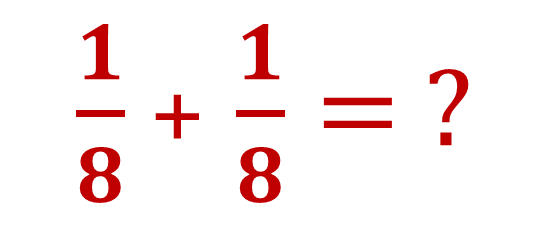 1/8 + 1/8 = ?